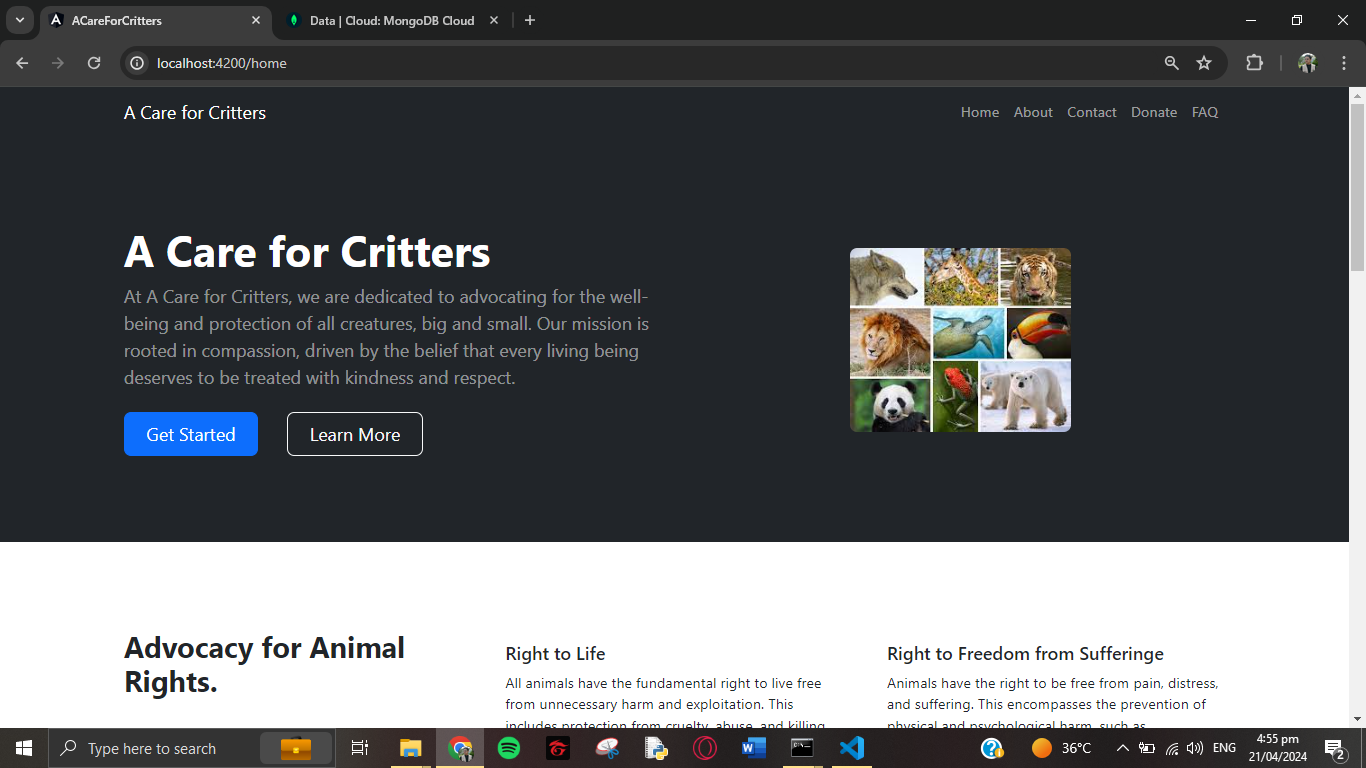 ACareForCritters
Data | Cloud: MongoDB Cloud
localhost:4200/home
A Care for Critters
Home About Contact Donate FAQ
A Care for Critters
At A Care for Critters, we are dedicated to advocating for the well-
being and protection of all creatures, big and small. Our mission is
rooted in compassion, driven by the belief that every living being
deserves to be treated with kindness and respect.
Get Started
Learn More
Advocacy for Animal
Rights.
Right to Life
All animals have the fundamental right to live free
from unnecessary harm and exploitation. This
includes protection from cruelty, abuse, and killing
Right to Freedom from Sufferinge
Animals have the right to be free from pain, distress,
and suffering. This encompasses the prevention of
physical and psychological harm, such as
Type here to search
36°C
ENG
4:55 pm
21/04/2024
2